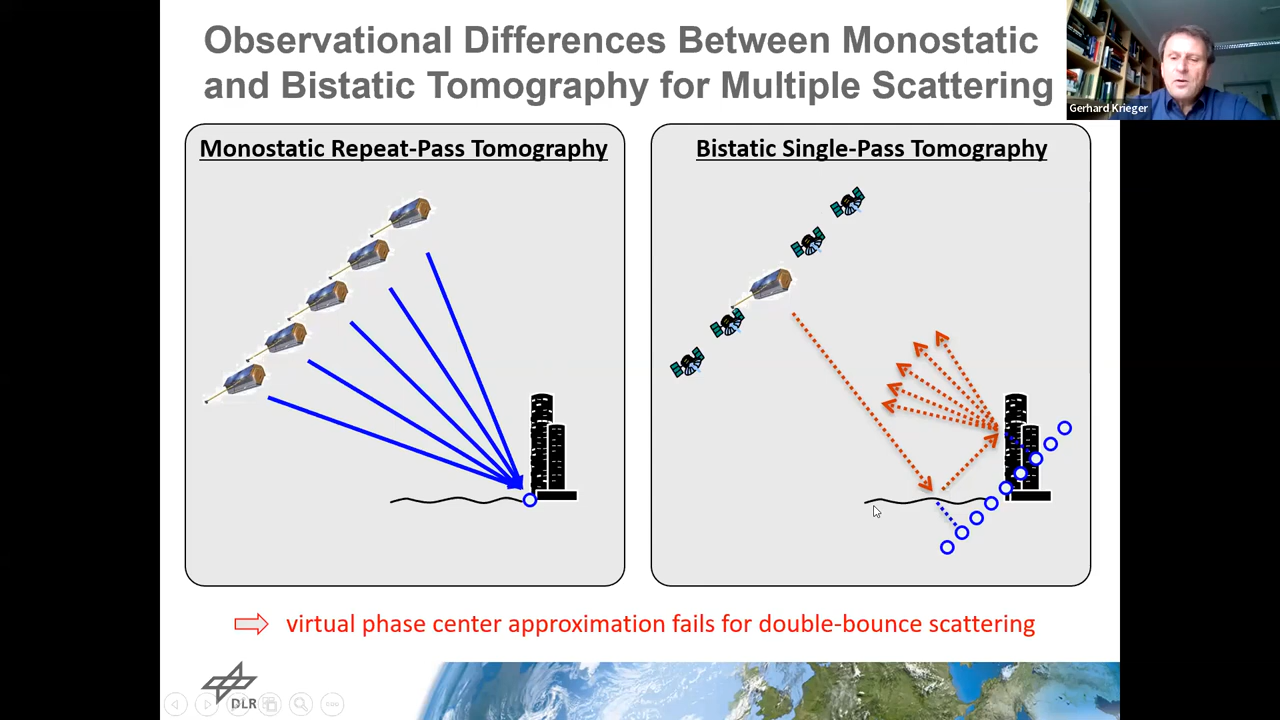 Observational Differences Between Monostatic
and Bistatic Tomography for Multiple Scattering
Gerhard Krieger
Monostatic Repeat-Pass Tomography
Bistatic Single-Pass Tomography
virtual phase center approximation fails for double-bounce scattering
DLR